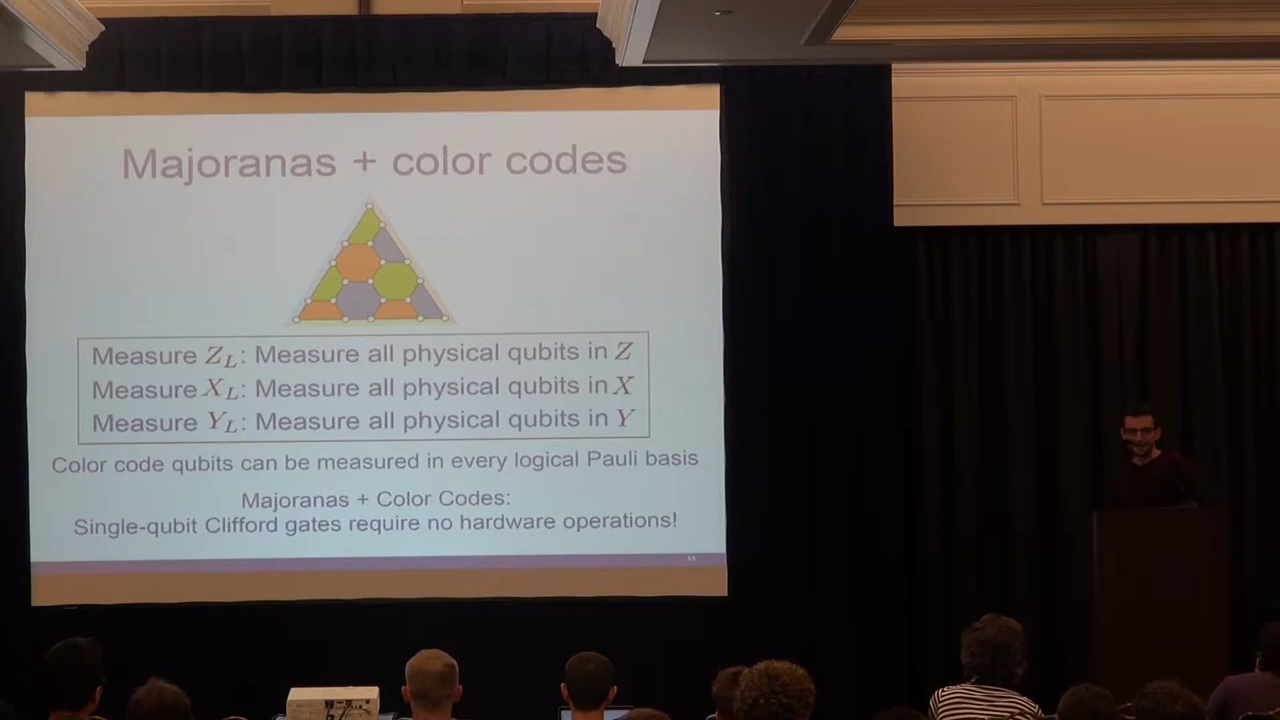 Majoranas + color codes
Measure Z_L: Measure all physical qubits in Z
Measure X_L: Measure all physical qubits in X
Measure Y_L: Measure all physical qubits in Y
Color code qubits can be measured in every logical Pauli basis
Majoranas + Color Codes:
Single-qubit Clifford gates require no hardware operations!
15